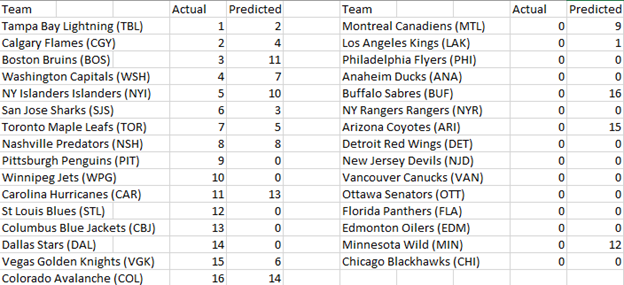 Team Actual Predicted Team Actual Predicted
Tampa Bay Lightning (TBL) 1 2 Montreal Canadiens (MTL) 0 9
Calgary Flames (CGY) 2 4 Los Angeles Kings (LAK) 0 1
Boston Bruins (BOS) 3 11 Philadelphia Flyers (PHI) 0 0
Washington Capitals (WSH) 4 7 Anaheim Ducks (ANA) 0 0
NY Islanders Islanders (NYI) 5 10 Buffalo Sabres (BUF) 0 16
San Jose Sharks (SJS) 6 3 NY Rangers Rangers (NYR) 0 0
Toronto Maple Leafs (TOR) 7 5 Arizona Coyotes (ARI) 0 15
Nashville Predators (NSH) 8 8 Detroit Red Wings (DET) 0 0
Pittsburgh Penguins (PIT) 9 0 New Jersey Devils (NJD) 0 0
Winnipeg Jets (WPG) 10 0 Vancouver Canucks (VAN) 0 0
Carolina Hurricanes (CAR) 11 13 Ottawa Senators (OTT) 0 0
St Louis Blues (STL) 12 0 Florida Panthers (FLA) 0 0
Columbus Blue Jackets (CBJ) 13 0 Edmonton Oilers (EDM) 0 0
Dallas Stars (DAL) 14 0 Minnesota Wild (MIN) 0 12
Vegas Golden Knights (VGK) 15 6 Chicago Blackhawks (CHI) 0 0
Colorado Avalanche (COL) 16 14